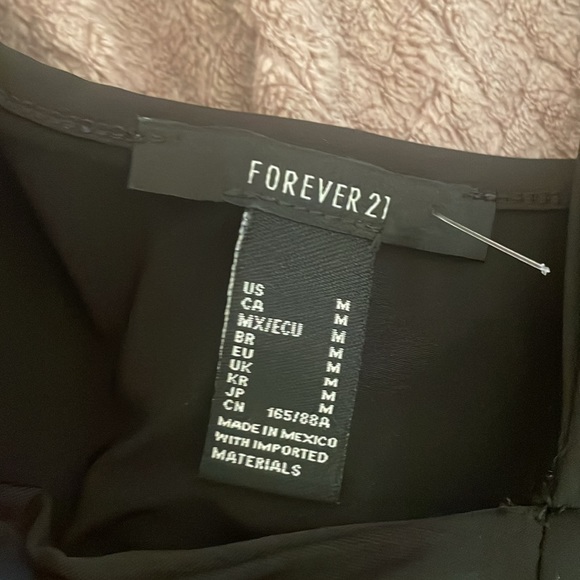 FOREVER 21
US M
CA M
MX/ECU M
BR M
EU M
UK M
KR M
JP M
CN 165/88A
MADE IN MEXICO
WITH IMPORTED
MATERIALS